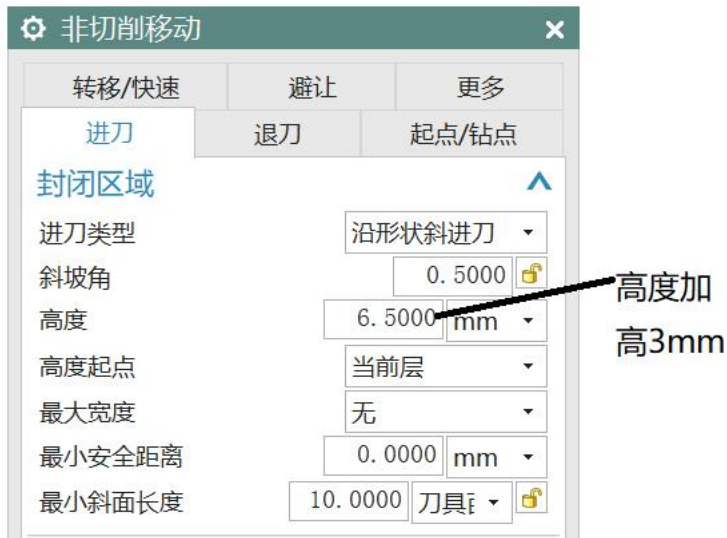 非切削移动
转移/快速 避让 更多
进刀 退刀 起点/钻点
封闭区域
进刀类型 沿形状斜进刀
斜坡角 0.5000
高度 6.5000 mm
高度起点 当前层
最大宽度 无
最小安全距离 0.0000 mm
最小斜面长度 10.0000 刀具
高度加
高3mm